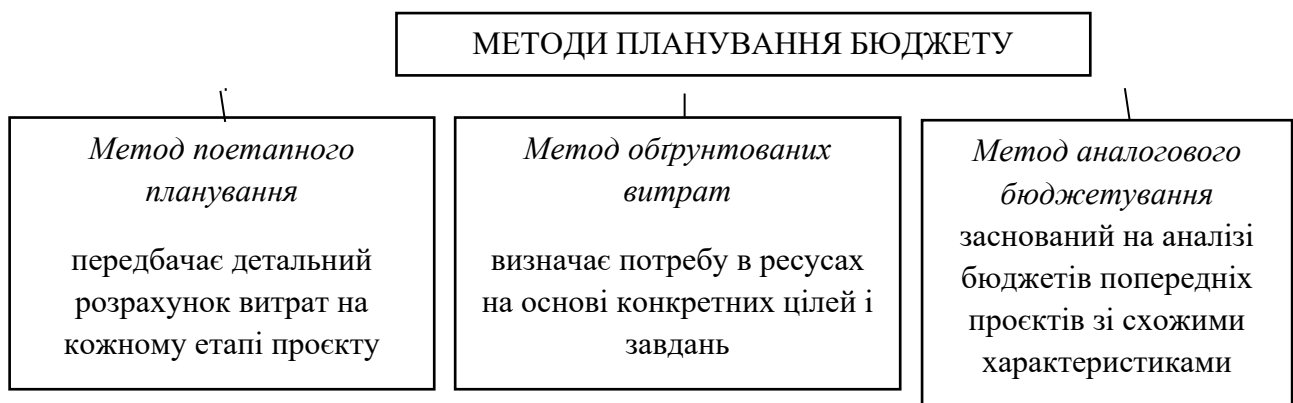 МЕТОДИ ПЛАНУВАННЯ БЮДЖЕТУ
Метод поетапного
планування
передбачає детальний
розрахунок витрат на
кожному етапі проєкту
Метод обґрунтованих
витрат
визначає потребу в ресурсах
на основі конкретних цілей і
завдань
Метод аналогового
бюджетування
заснований на аналізі
бюджетів попередніх
проєктів зі схожими
характеристиками